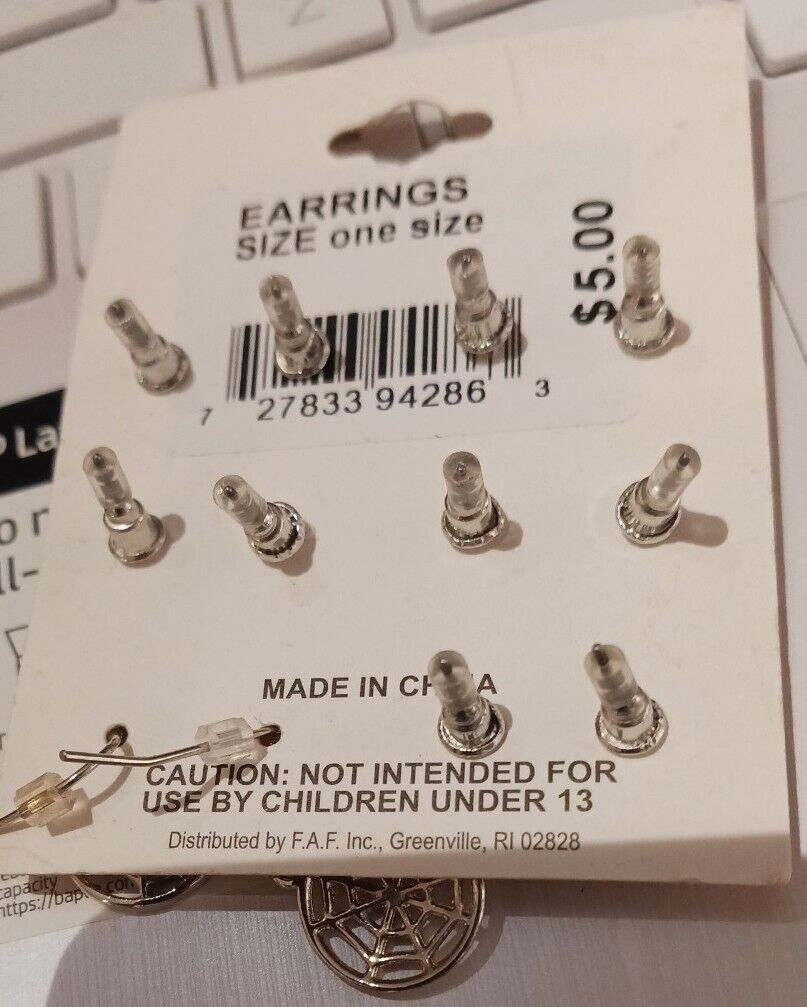 EARRINGS
SIZE one size
$5.00
7 27833 94286 3
MADE IN
CAUTION: NOT INTENDED FOR
USE BY CHILDREN UNDER 13
Distributed by F.A.F. Inc., Greenville, RI 02828
capacity